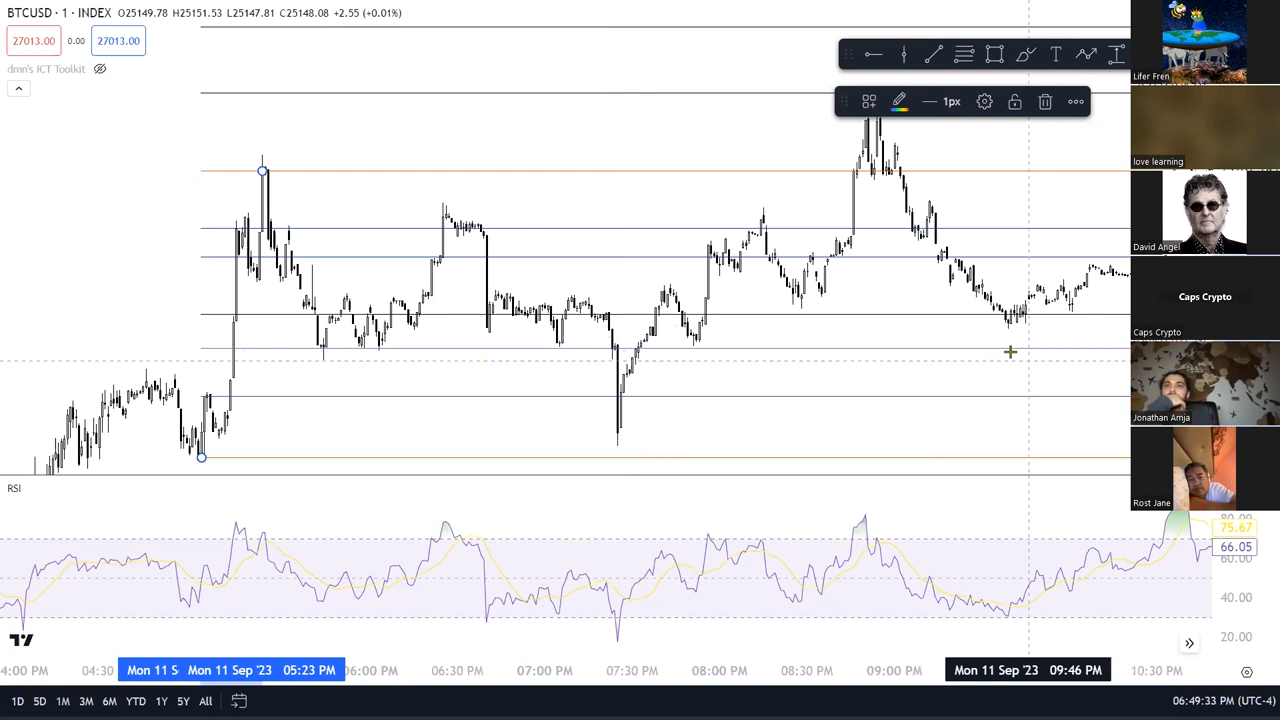 BTCUSD · 1 · INDEX O25149.78 H25151.53 L25147.81 C25148.08 +2.55 (+0.01%)
27013.00 0.00 27013.00
dmn's ICT Toolkit
T
1px
Lifer Fren
love learning
David Angel
Caps Crypto
Caps Crypto
Jonathan Amja
Rost Jane
RSI
80.00
75.67
66.05
60.00
40.00
20.00
4:00 PM 04:30 Mon 11 S Mon 11 Sep '23 05:23 PM 06:00 PM 06:30 PM 07:00 PM 07:30 PM 08:00 PM 08:30 PM 09:00 PM Mon 11 Sep '23 09:46 PM 10:30 PM
1D 5D 1M 3M 6M YTD 1Y 5Y All 06:49:33 PM (UTC-4)